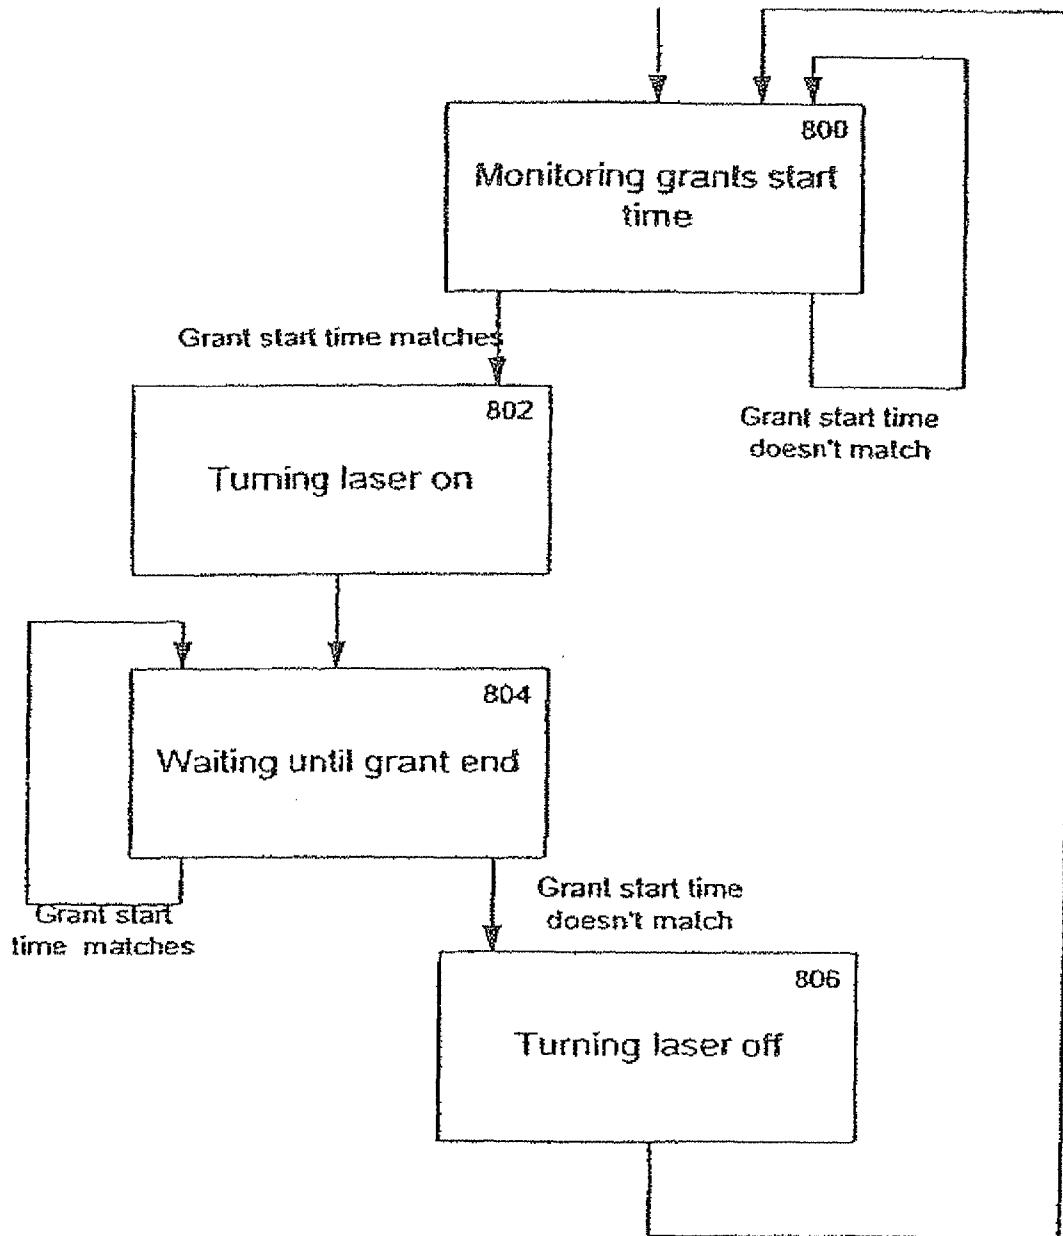 800
Monitoring grants start
time
Grant start time matches
Grant start time
doesn't match
802
Turning laser on
804
Waiting until grant end
Grant start
time matches
Grant start time
doesn't match
806
Turning laser off